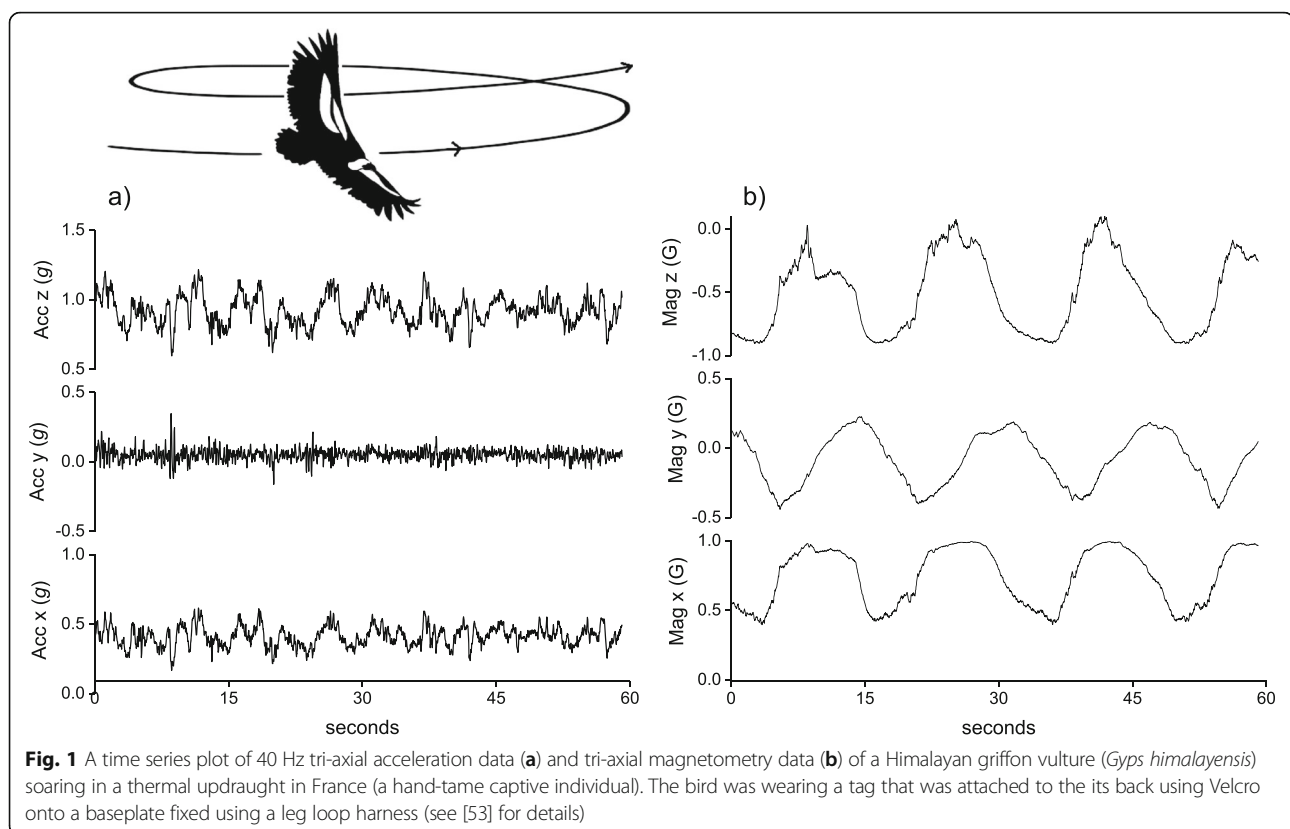 a)
1.5
1.0
0.5
Acc z (g)
0.5
0.0
-0.5
Acc y (g)
1.0
0.5
0.0
Acc x (g)
0 15 30 45 60
seconds
b)
0.0
-0.5
-1.0
Mag z (G)
0.5
0.0
-0.5
Mag y (G)
1.0
0.5
0.0
Mag x (G)
0 15 30 45 60
seconds
Fig. 1 A time series plot of 40 Hz tri-axial acceleration data (a) and tri-axial magnetometry data (b) of a Himalayan griffon vulture (Gyps himalayensis)
soaring in a thermal updraught in France (a hand-tame captive individual). The bird was wearing a tag that was attached to the its back using Velcro
onto a baseplate fixed using a leg loop harness (see [53] for details)